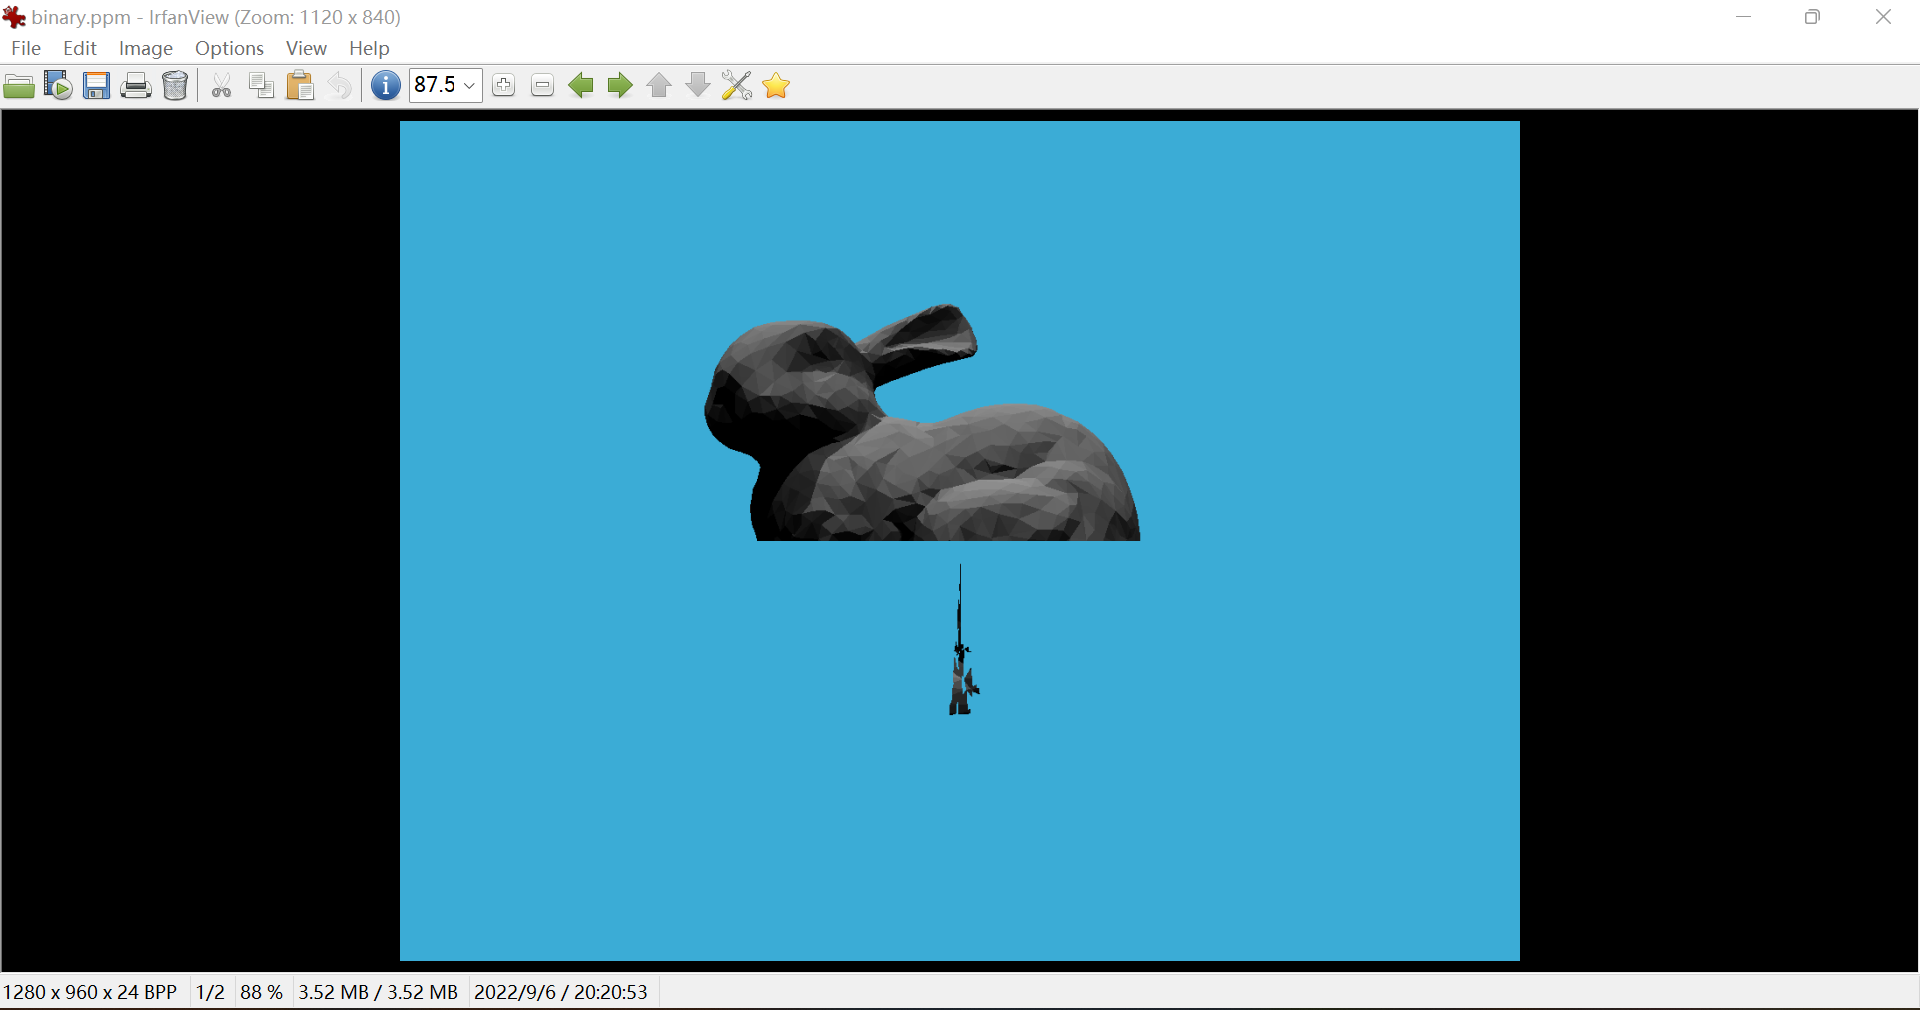 binary.ppm - IrfanView (Zoom: 1120 x 840)
File Edit Image Options View Help
87.5
1280 x 960 x 24 BPP 1/2 88 % 3.52 MB / 3.52 MB 2022/9/6 / 20:20:53